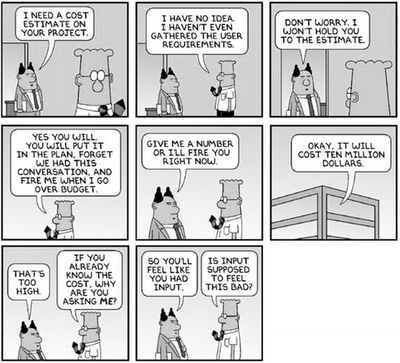 I NEED A COST
ESTIMATE ON
YOUR PROJECT.
I HAVE NO IDEA.
I HAVEN'T EVEN
GATHERED THE USER
REQUIREMENTS.
DON'T WORRY. I
WON'T HOLD YOU
TO THE ESTIMATE.
YES YOU WILL.
YOU WILL PUT IT
IN THE PLAN, FORGET
WE HAD THIS
CONVERSATION, AND
FIRE ME WHEN I GO
OVER BUDGET.
GIVE ME A NUMBER
OR I'LL FIRE YOU
RIGHT NOW.
OKAY, IT WILL
COST TEN MILLION
DOLLARS.
THAT'S
TOO
HIGH.
IF YOU
ALREADY
KNOW THE
COST, WHY
ARE YOU
ASKING ME?
SO YOU'LL
FEEL LIKE
YOU HAD
INPUT.
IS INPUT
SUPPOSED
TO FEEL
THIS BAD?